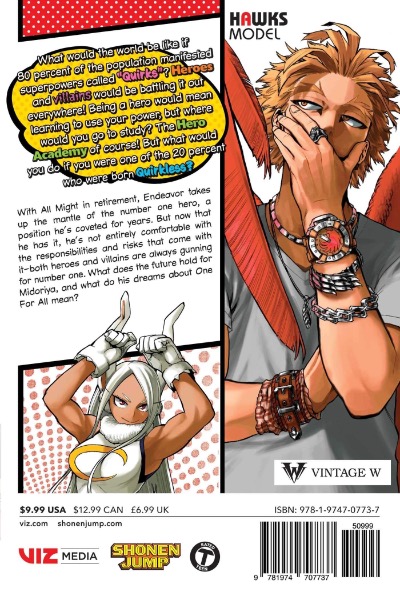 HAWKS
MODEL
What would the world be like if
80 percent of the population manifested
superpowers called "Quirks"? Heroes
and Villains would be battling it out
everywhere! Being a hero would mean
learning to use your power, but where
would you go to study? The Hero
Academy of course! But what would
you do if you were one of the 20 percent
who were born Quirkless?
With All Might in retirement, Endeavor takes
up the mantle of the number one hero, a
position he's coveted for years. But now that
he has it, he's not entirely comfortable with
the responsibilities and risks that come with
it–both heroes and villains are always gunning
for number one. What does the future hold for
Midoriya, and what do his dreams about One
For All mean?
W VINTAGE W
$9.99 USA $12.99 CAN £6.99 UK
viz.com shonenjump.com
ISBN: 978-1-9747-0773-7
50999
VIZ MEDIA
SHONEN
JUMP
RATED
T
TEEN
9 781974 707737